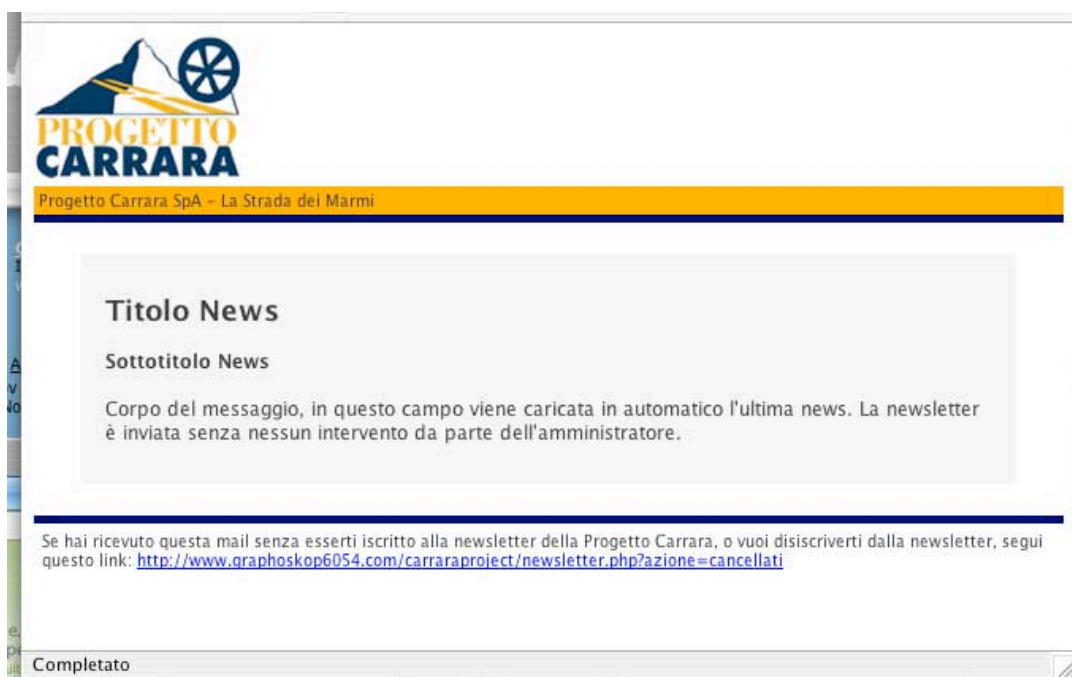 PROGETTO
CARRARA
Progetto Carrara SpA – La Strada dei Marmi
Titolo News
Sottotitolo News
Corpo del messaggio, in questo campo viene caricata in automatico l'ultima news. La newsletter
è inviata senza nessun intervento da parte dell'amministratore.
Se hai ricevuto questa mail senza esserti iscritto alla newsletter della Progetto Carrara, o vuoi disiscriverti dalla newsletter, segui
questo link: http://www.graphoskop6054.com/carraraproject/newsletter.php?azione=cancellati
Completato